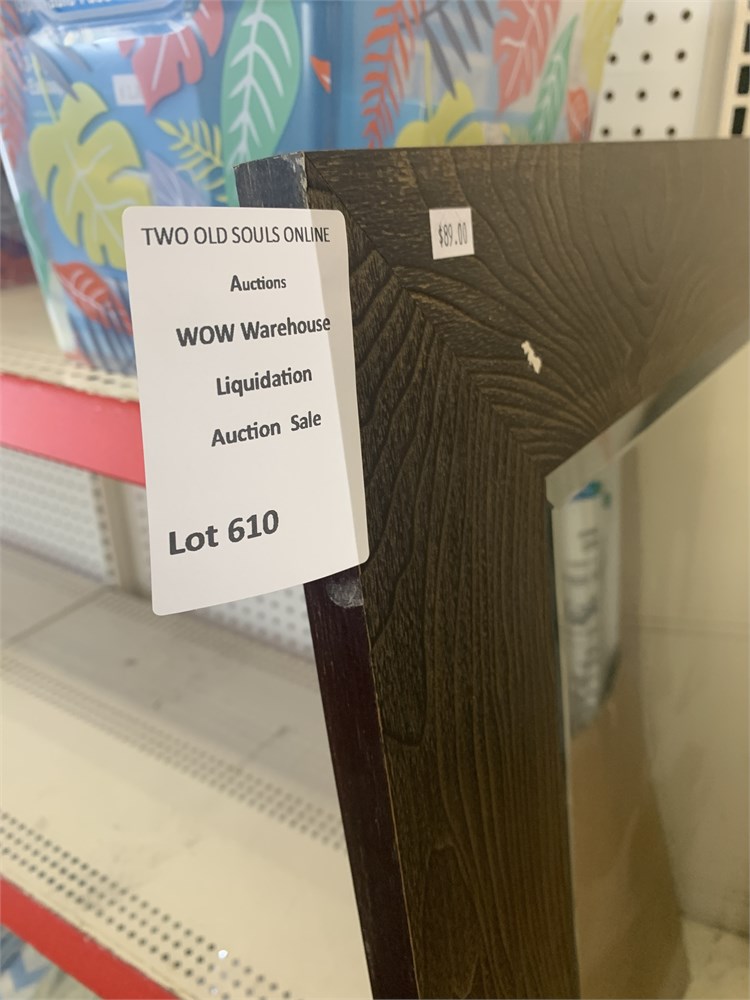 TWO OLD SOULS ONLINE
Auctions
WOW Warehouse
Liquidation
Auction Sale
Lot 610
$89.00